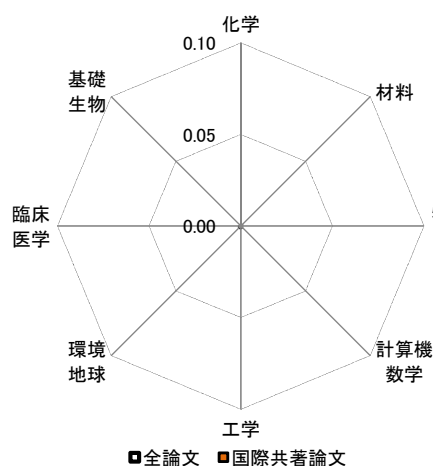 化学
0.10
基礎
生物
材料
0.05
臨床
医学
0.00
環境
地球
計算機
数学
工学
全論文 国際共著論文